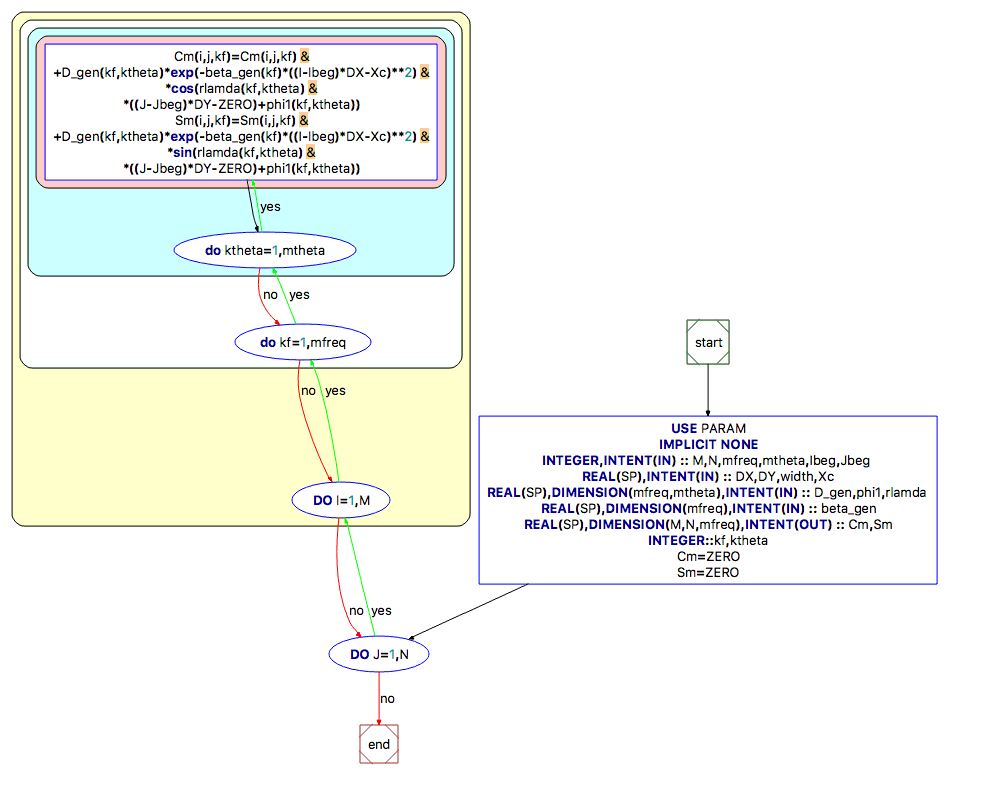 Cm(i,j,kf)=Cm(i,j,kf) &
+D_gen(kf,ktheta)*exp(-beta_gen(kf)*((I-Ibeg)*DX-Xc)**2) &
*cos(rlamda(kf,ktheta) &
*((J-Jbeg)*DY-ZERO)+phi1(kf,ktheta))
Sm(i,j,kf)=Sm(i,j,kf) &
+D_gen(kf,ktheta)*exp(-beta_gen(kf)*((I-Ibeg)*DX-Xc)**2) &
*sin(rlamda(kf,ktheta) &
*((J-Jbeg)*DY-ZERO)+phi1(kf,ktheta))
yes
do ktheta=1,mtheta
no yes
do kf=1,mfreq
no yes
DO I=1,M
no yes
DO J=1,N
no
end
start
USE PARAM
IMPLICIT NONE
INTEGER,INTENT(IN) :: M,N,mfreq,mtheta,Ibeg,Jbeg
REAL(SP),INTENT(IN) :: DX,DY,width,Xc
REAL(SP),DIMENSION(mfreq,mtheta),INTENT(IN) :: D_gen,phi1,rlamda
REAL(SP),DIMENSION(mfreq),INTENT(IN) :: beta_gen
REAL(SP),DIMENSION(M,N,mfreq),INTENT(OUT) :: Cm,Sm
INTEGER::kf,ktheta
Cm=ZERO
Sm=ZERO